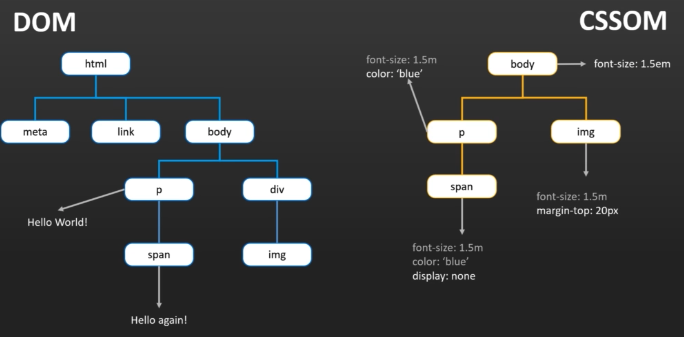 DOM
html
meta
link
body
p
div
Hello World!
span
img
Hello again!
CSSOM
font-size: 1.5m
color: ‘blue’
body
font-size: 1.5em
p
img
span
font-size: 1.5m
margin-top: 20px
font-size: 1.5m
color: ‘blue’
display: none